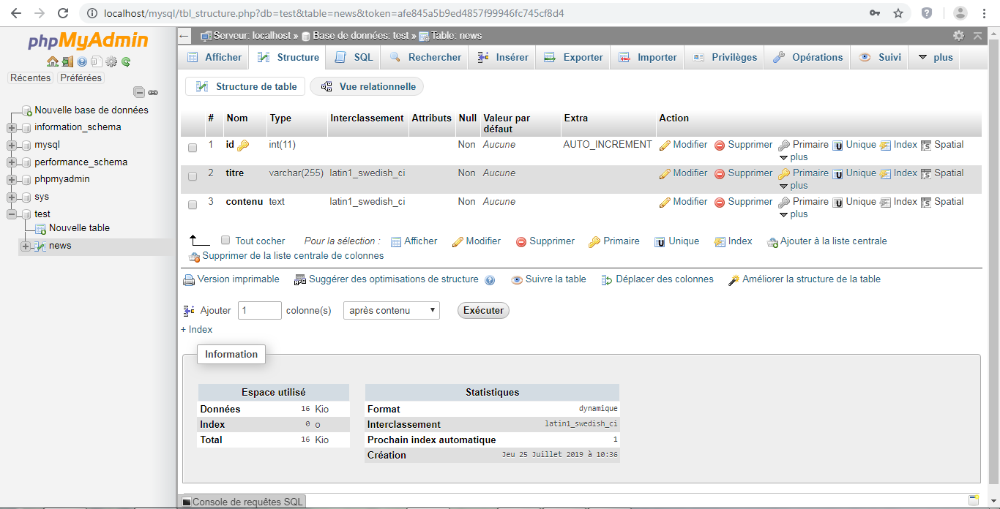 localhost/mysql/tbl_structure.php?db=test&table=news&token=afe845a5b9ed4857f99946fc745cf8d4
phpMyAdmin
Récentes Préférées
Nouvelle base de données
information_schema
mysql
performance_schema
phpmyadmin
sys
test
Nouvelle table
news
Serveur: localhost » Base de données: test » Table: news
Afficher Structure SQL Rechercher Insérer Exporter Importer Privilèges Opérations Suivi plus
Structure de table Vue relationnelle
# Nom Type Interclassement Attributs Null Valeur par défaut Extra Action
1 id int(11) Non Aucune AUTO_INCREMENT Modifier Supprimer Primaire Unique Index Spatial
plus
2 titre varchar(255) latin1_swedish_ci Non Aucune Modifier Supprimer Primaire Unique Index Spatial
plus
3 contenu text latin1_swedish_ci Non Aucune Modifier Supprimer Primaire Unique Index Spatial
plus
Tout cocher Pour la sélection : Afficher Modifier Supprimer Primaire Unique Index Ajouter à la liste centrale
Supprimer de la liste centrale de colonnes
Version imprimable Suggérer des optimisations de structure Suivre la table Déplacer des colonnes Améliorer la structure de la table
Ajouter 1 colonne(s) après contenu Exécuter
+ Index
Information
Espace utilisé
Données 16 Kio
Index 0 o
Total 16 Kio
Statistiques
Format dynamique
Interclassement latin1_swedish_ci
Prochain index automatique 1
Création Jeu 25 Juillet 2019 à 10:36
Console de requêtes SQL